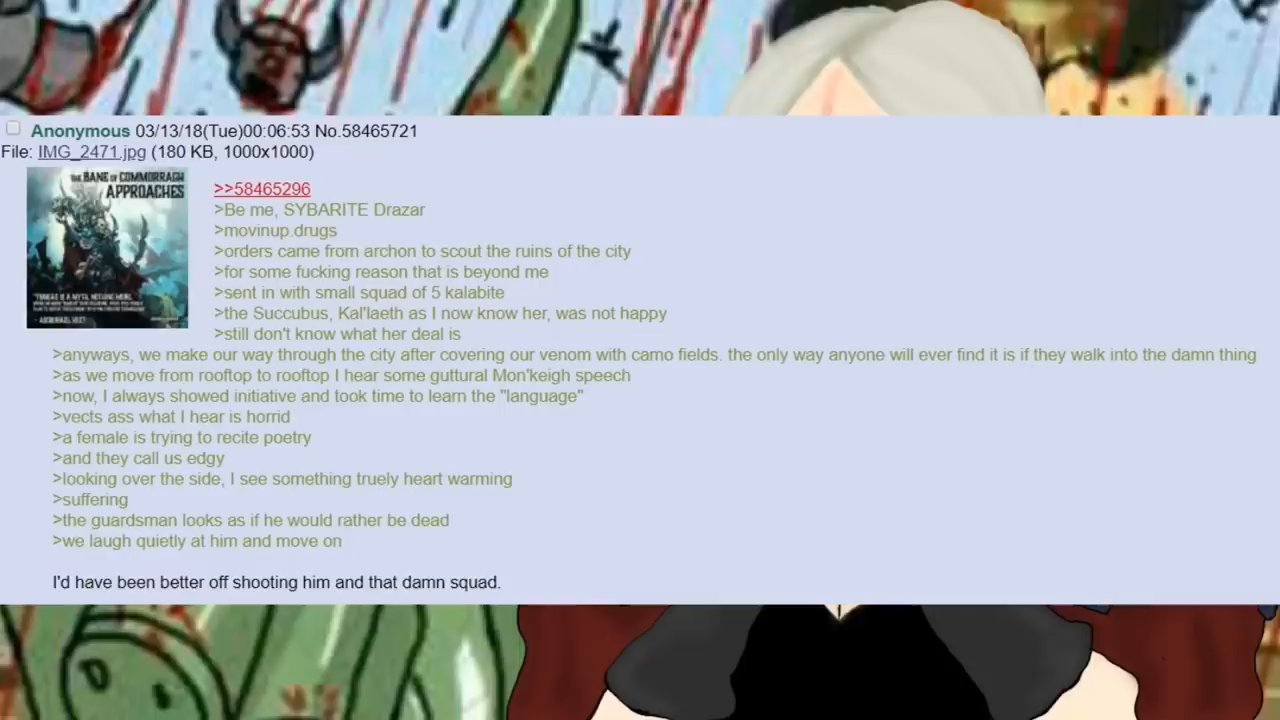 Anonymous 03/13/18(Tue)00:06:53 No.58465721
File: IMG_2471.jpg (180 KB, 1000x1000)
THE BANE OF COMMORRAGH
APPROACHES
>>58465296
>Be me, SYBARITE Drazar
>movinup.drugs
>orders came from archon to scout the ruins of the city
>for some fucking reason that is beyond me
>sent in with small squad of 5 kalabite
>the Succubus, Kal'laeth as I now know her, was not happy
>still don't know what her deal is
>anyways, we make our way through the city after covering our venom with camo fields. the only way anyone will ever find it is if they walk into the damn thing
>as we move from rooftop to rooftop I hear some guttural Mon'keigh speech
>now, I always showed initiative and took time to learn the "language"
>vects ass what I hear is horrid
>a female is trying to recite poetry
>and they call us edgy
>looking over the side, I see something truely heart warming
>suffering
>the guardsman looks as if he would rather be dead
>we laugh quietly at him and move on
I'd have been better off shooting him and that damn squad.